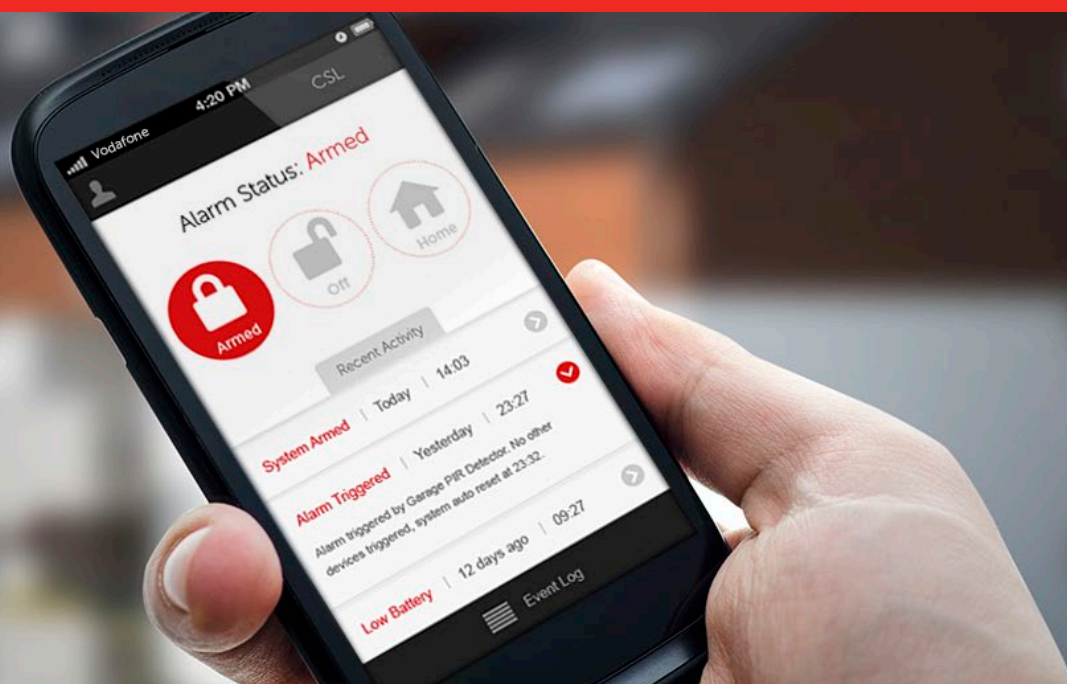 Vodafone
4:20 PM
CSL
Alarm Status: Armed
Armed
Off
Home
Recent Activity
System Armed | Today | 14:03
Alarm Triggered | Yesterday | 23:27
Alarm triggered by Garage PIR Detector. No other
devices triggered, system auto reset at 23:32.
Low Battery | 12 days ago | 09:27
Event Log